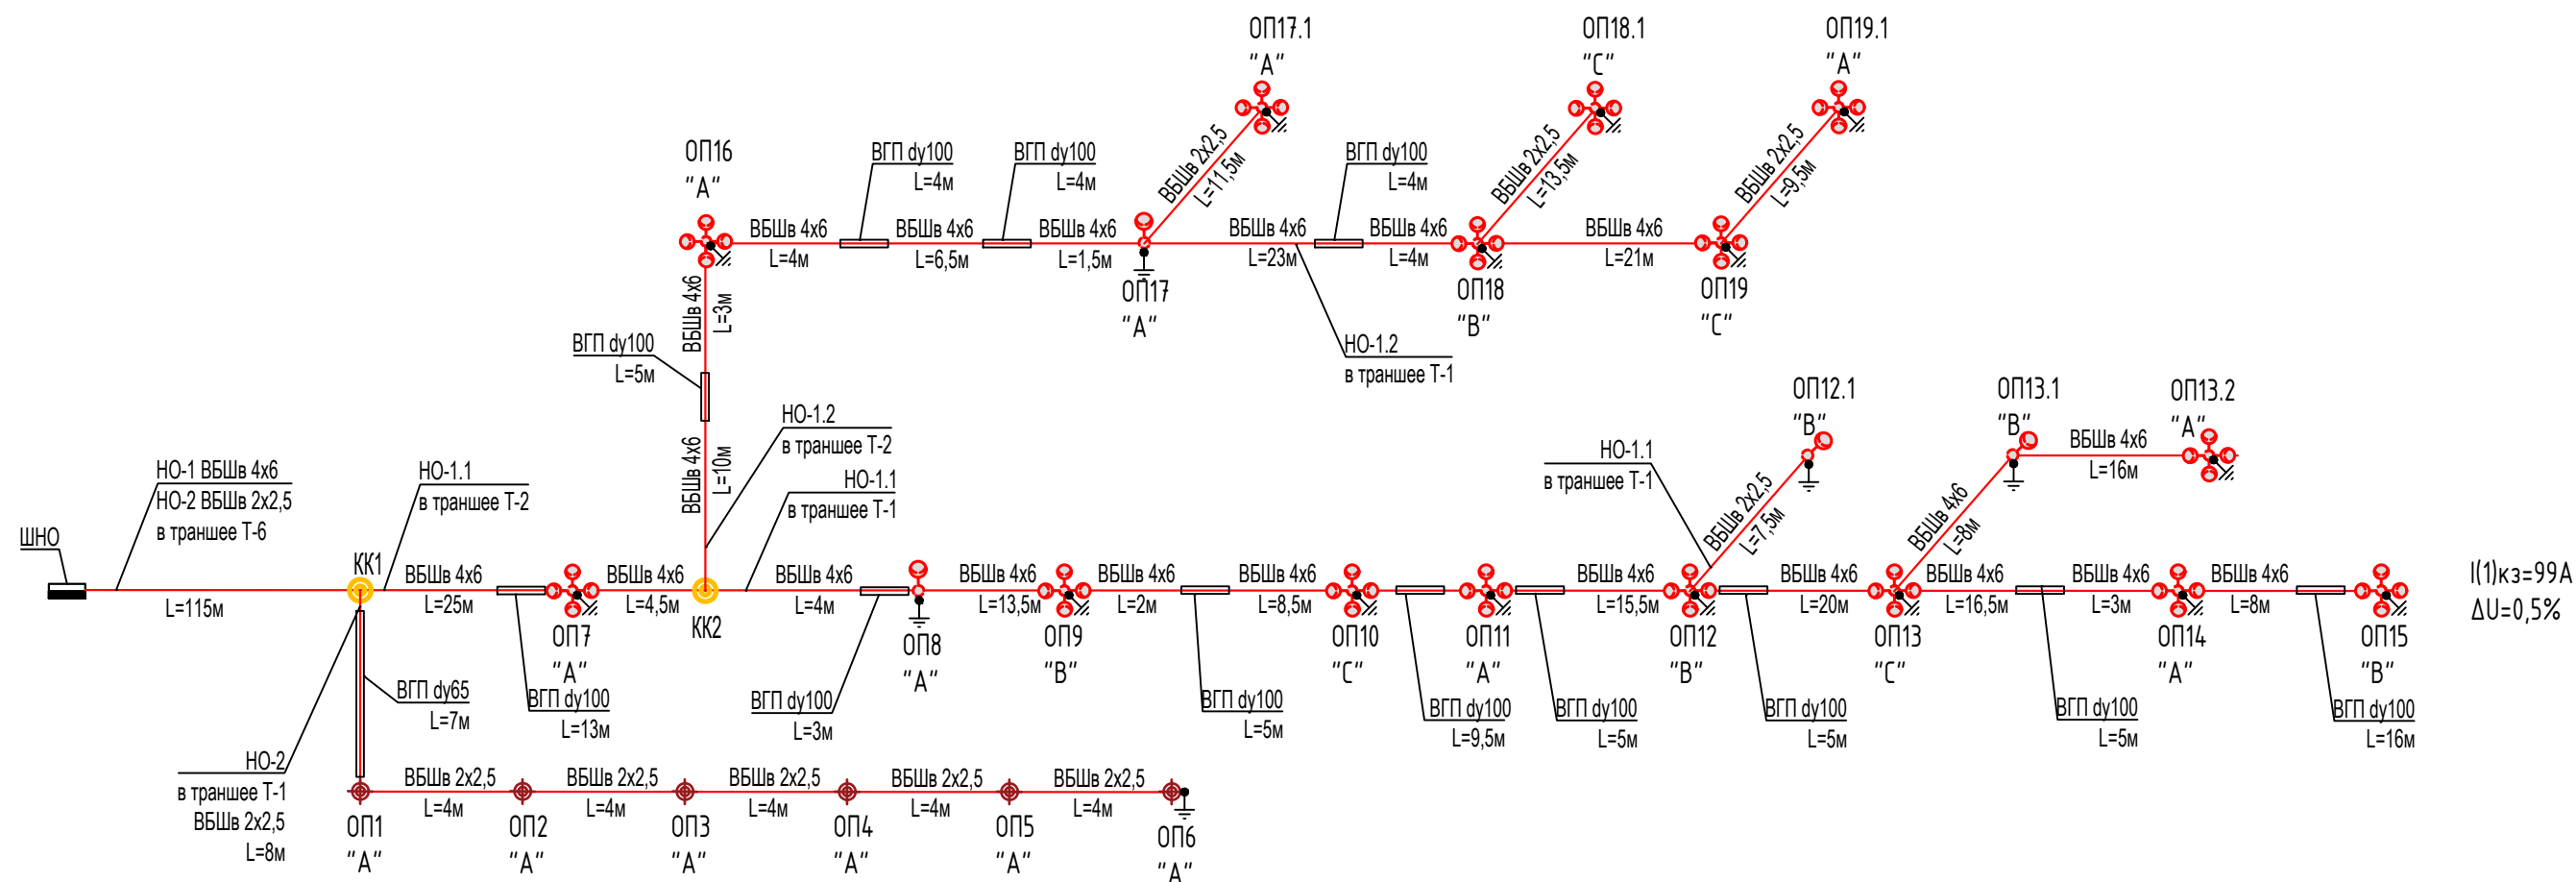 ОП17.1
"А"
ОП18.1
"С"
ОП19.1
"А"
ОП16
"А"
ВГП dy100
L=4м
ВГП dy100
L=4м
ВГП dy100
L=4м
ВБШв 2х2,5
L=11,5м
ВБШв 2х2,5
L=13,5м
ВБШв 2х2,5
L=9,5м
ВБШв 4х6
L=4м
ВБШв 4х6
L=6,5м
ВБШв 4х6
L=1,5м
ВБШв 4х6
L=23м
ВБШв 4х6
L=4м
ВБШв 4х6
L=21м
ОП17
"А"
ОП18
"В"
ОП19
"С"
ВБШв 4х6
L=3м
ВГП dy100
L=5м
НО-1.2
в траншее Т-1
ВБШв 4х6
L=10м
НО-1.2
в траншее Т-2
НО-1.1
в траншее Т-1
ОП12.1
"В"
ОП13.1
"В"
ОП13.2
"А"
ВБШв 4х6
L=16м
НО-1.1
в траншее Т-1
ВБШв 2х2,5
L=7,5м
ВБШв 4х6
L=8м
НО-1 ВБШв 4х6
НО-2 ВБШв 2х2,5
в траншее Т-6
НО-1.1
в траншее Т-2
ШНО
КК1
L=115м
ВБШв 4х6
L=25м
ВБШв 4х6
L=4,5м
КК2
ВБШв 4х6
L=4м
ВБШв 4х6
L=13,5м
ВБШв 4х6
L=2м
ВБШв 4х6
L=8,5м
ВБШв 4х6
L=15,5м
ВБШв 4х6
L=20м
ВБШв 4х6
L=16,5м
ВБШв 4х6
L=3м
ВБШв 4х6
L=8м
I(1)кз=99А
ΔU=0,5%
ОП7
"А"
ОП8
"А"
ОП9
"В"
ОП10
"С"
ОП11
"А"
ОП12
"В"
ОП13
"С"
ОП14
"А"
ОП15
"В"
ВГП dy65
L=7м
ВГП dy100
L=13м
ВГП dy100
L=3м
ВГП dy100
L=5м
ВГП dy100
L=9,5м
ВГП dy100
L=5м
ВГП dy100
L=5м
ВГП dy100
L=5м
ВГП dy100
L=16м
НО-2
в траншее Т-1
ВБШв 2х2,5
L=8м
ВБШв 2х2,5
L=4м
ВБШв 2х2,5
L=4м
ВБШв 2х2,5
L=4м
ВБШв 2х2,5
L=4м
ВБШв 2х2,5
L=4м
ОП1
"А"
ОП2
"А"
ОП3
"А"
ОП4
"А"
ОП5
"А"
ОП6
"А"